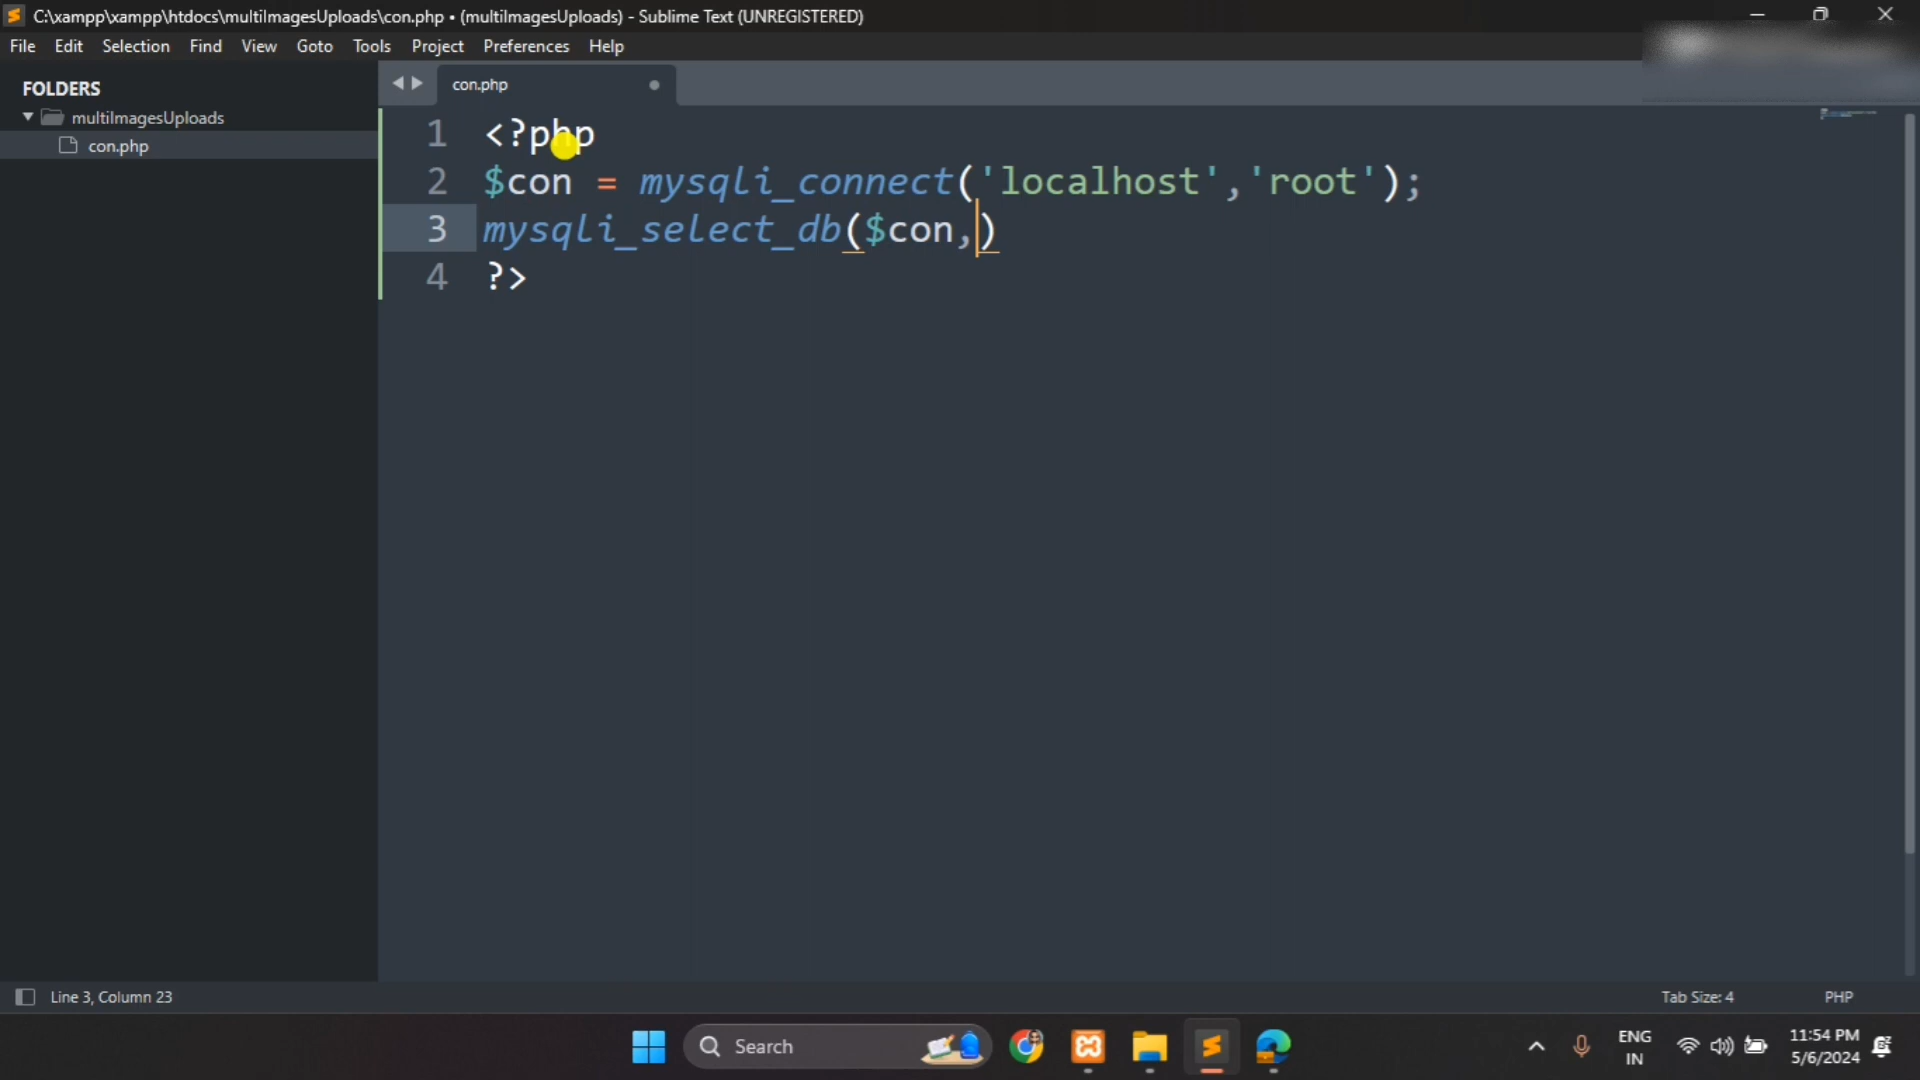 C:\xampp\xampp\htdocs\multiImagesUploads\con.php • (multiImagesUploads) - Sublime Text (UNREGISTERED)
File Edit Selection Find View Goto Tools Project Preferences Help
FOLDERS
multiImagesUploads
con.php
con.php
1 <?php
2 $con = mysqli_connect('localhost','root');
3 mysqli_select_db($con,)
4 ?>
Line 3, Column 23
Tab Size: 4
PHP
Search
ENG
IN
11:54 PM
5/6/2024